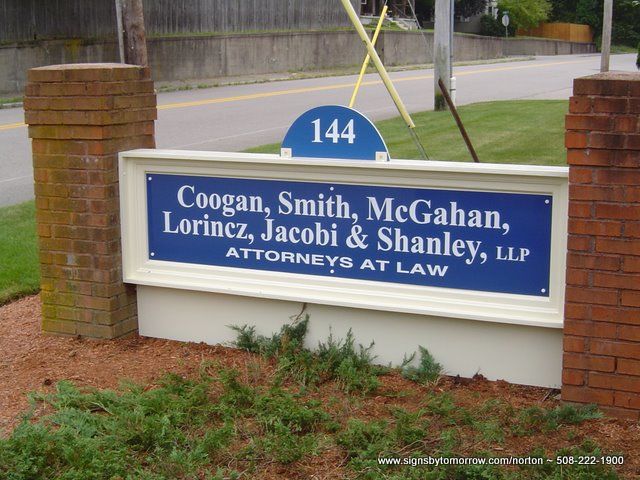 144
Coogan, Smith, McGahan,
Lorincz, Jacobi & Shanley, LLP
ATTORNEYS AT LAW
www.signsbytomorrow.com/norton ~ 508-222-1900